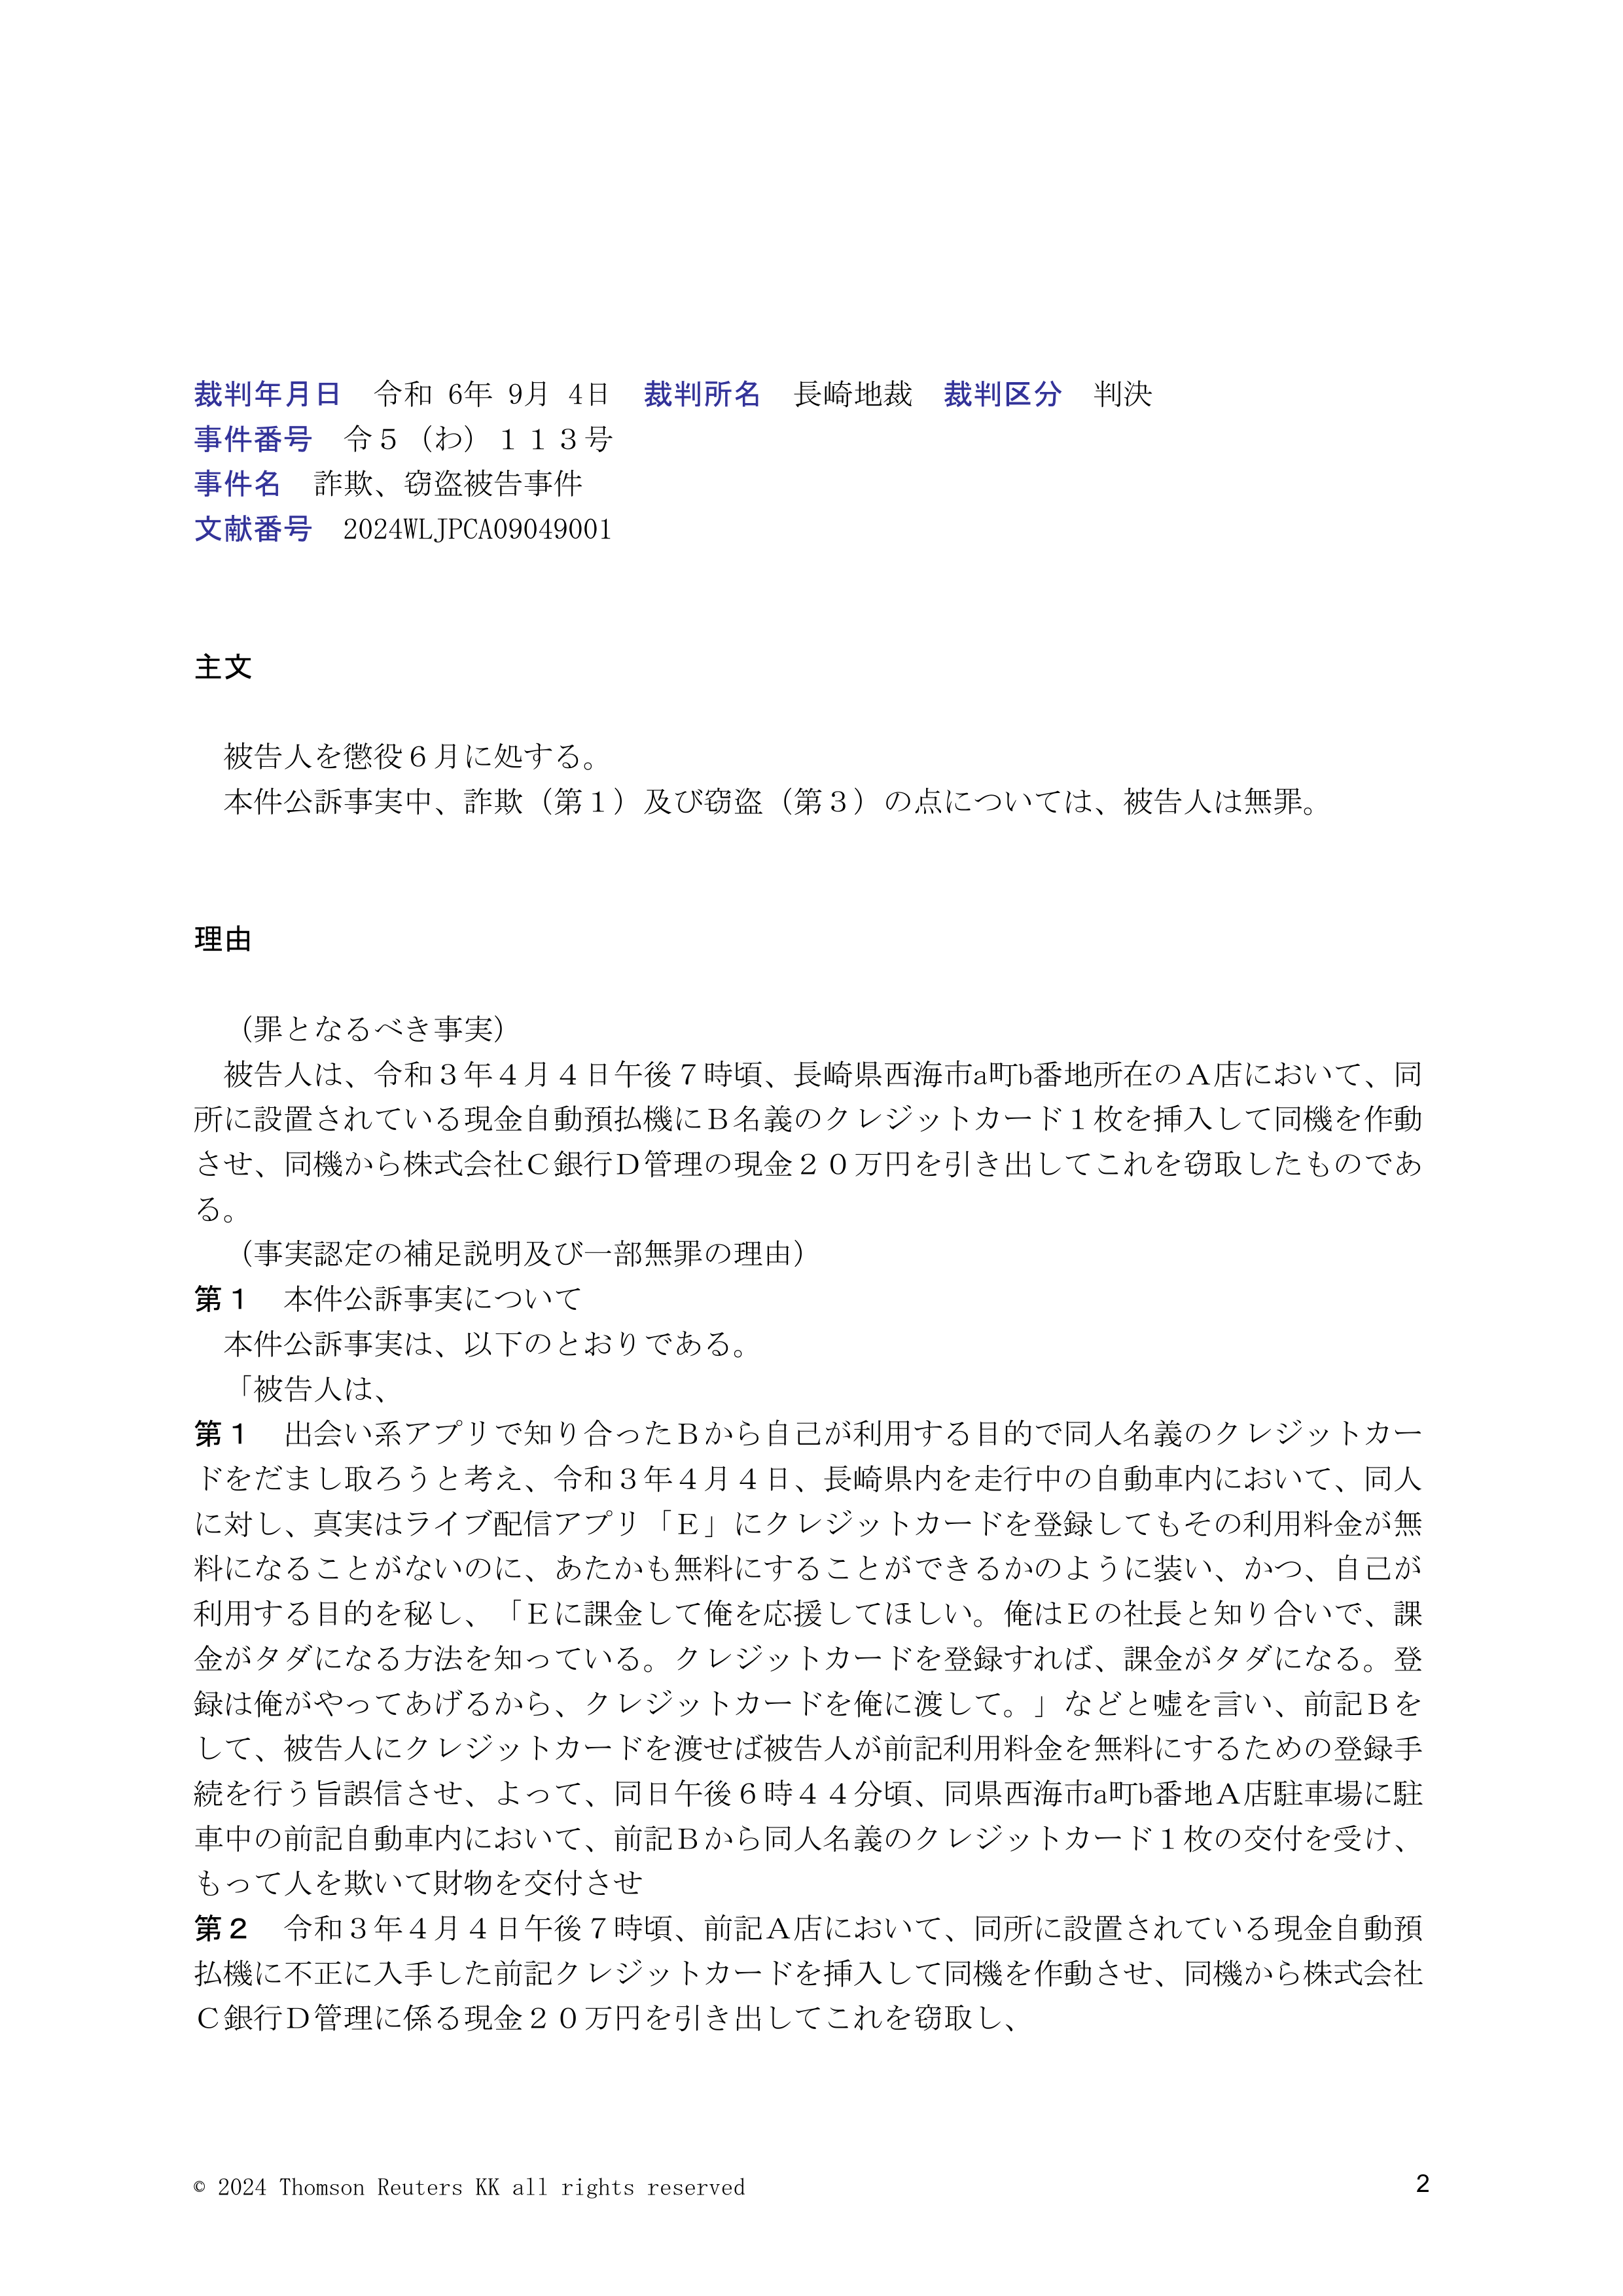 裁判年月日　令和 6年 9月 4日　裁判所名　長崎地裁　裁判区分　判決
事件番号　令５（わ）１１３号
事件名　詐欺、窃盗被告事件
文献番号　2024WLJPCA09049001
主文
被告人を懲役６月に処する。
本件公訴事実中、詐欺（第１）及び窃盗（第３）の点については、被告人は無罪。
理由
（罪となるべき事実）
被告人は、令和３年４月４日午後７時頃、長崎県西海市a町b番地所在のＡ店において、同
所に設置されている現金自動預払機にＢ名義のクレジットカード１枚を挿入して同機を作動
させ、同機から株式会社Ｃ銀行Ｄ管理の現金２０万円を引き出してこれを窃取したものであ
る。
（事実認定の補足説明及び一部無罪の理由）
第１　本件公訴事実について
本件公訴事実は、以下のとおりである。
「被告人は、
第１　出会い系アプリで知り合ったＢから自己が利用する目的で同人名義のクレジットカー
ドをだまし取ろうと考え、令和３年４月４日、長崎県内を走行中の自動車内において、同人
に対し、真実はライブ配信アプリ「Ｅ」にクレジットカードを登録してもその利用料金が無
料になることがないのに、あたかも無料にすることができるかのように装い、かつ、自己が
利用する目的を秘し、「Ｅに課金して俺を応援してほしい。俺はＥの社長と知り合いで、課
金がタダになる方法を知っている。クレジットカードを登録すれば、課金がタダになる。登
録は俺がやってあげるから、クレジットカードを俺に渡して。」などと嘘を言い、前記Ｂを
して、被告人にクレジットカードを渡せば被告人が前記利用料金を無料にするための登録手
続を行う旨誤信させ、よって、同日午後６時４４分頃、同県西海市a町b番地Ａ店駐車場に駐
車中の前記自動車内において、前記Ｂから同人名義のクレジットカード１枚の交付を受け、
もって人を欺いて財物を交付させ
第２　令和３年４月４日午後７時頃、前記Ａ店において、同所に設置されている現金自動預
払機に不正に入手した前記クレジットカードを挿入して同機を作動させ、同機から株式会社
Ｃ銀行Ｄ管理に係る現金２０万円を引き出してこれを窃取し、
© 2024 Thomson Reuters KK all rights reserved
2